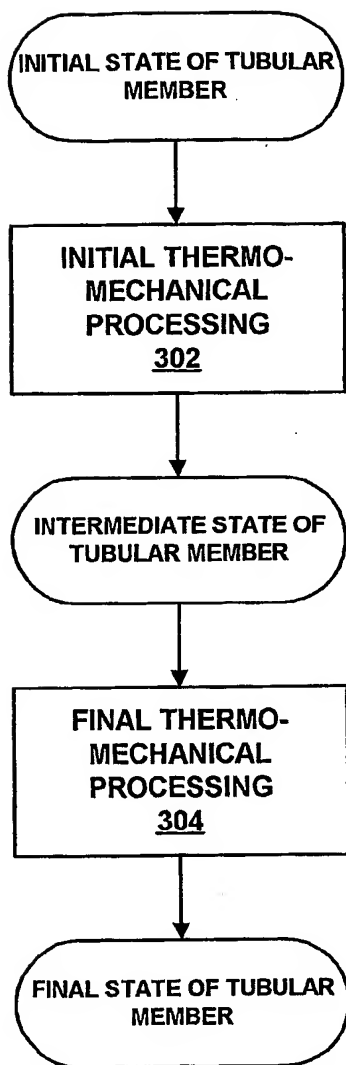 INITIAL STATE OF TUBULAR
MEMBER
INITIAL THERMO-
MECHANICAL
PROCESSING
302
INTERMEDIATE STATE OF
TUBULAR MEMBER
FINAL THERMO-
MECHANICAL
PROCESSING
304
FINAL STATE OF TUBULAR
MEMBER